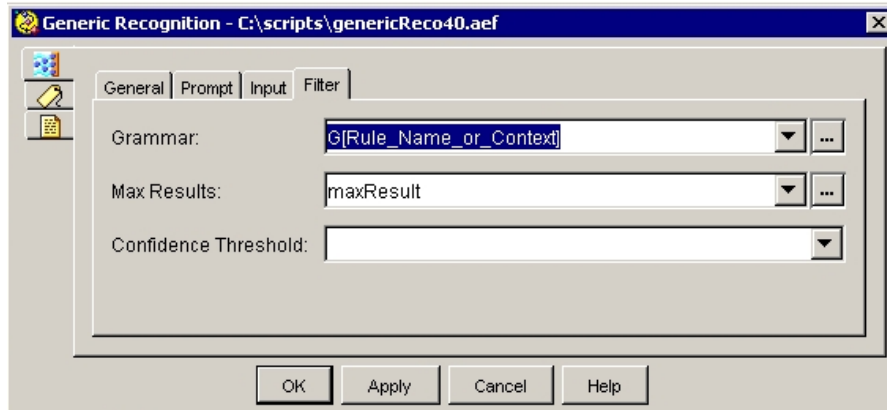 Generic Recognition - C:\scripts\genericReco40.aef
General Prompt Input Filter
Grammar: G[Rule_Name_or_Context] ...
Max Results: maxResult ...
Confidence Threshold:
OK Apply Cancel Help